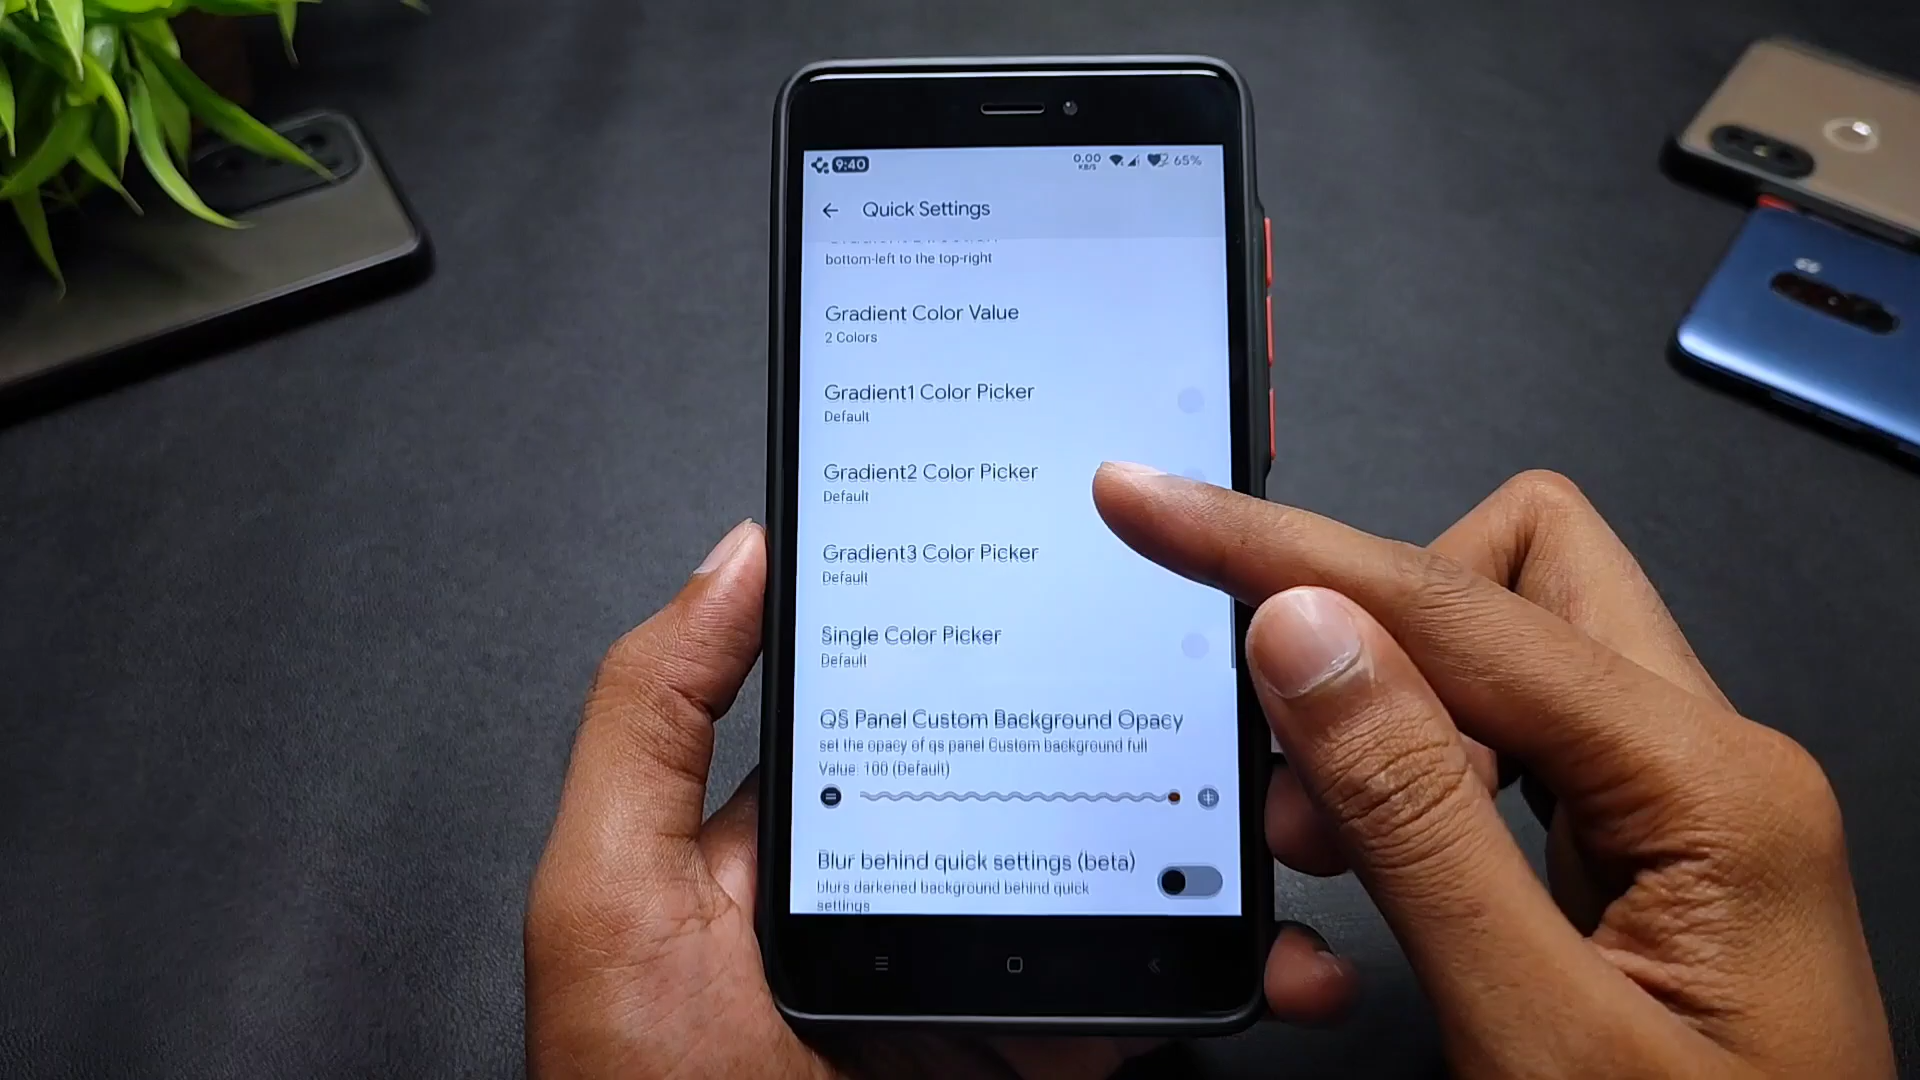 9:40
0.00
KB/S
65%
Quick Settings
bottom-left to the top-right
Gradient Color Value
2 Colors
Gradient1 Color Picker
Default
Gradient2 Color Picker
Default
Gradient3 Color Picker
Default
Single Color Picker
Default
QS Panel Custom Background Opacy
set the opacy of qs panel Custom background full
Value: 100 (Default)
Blur behind quick settings (beta)
blurs darkened background behind quick
settings